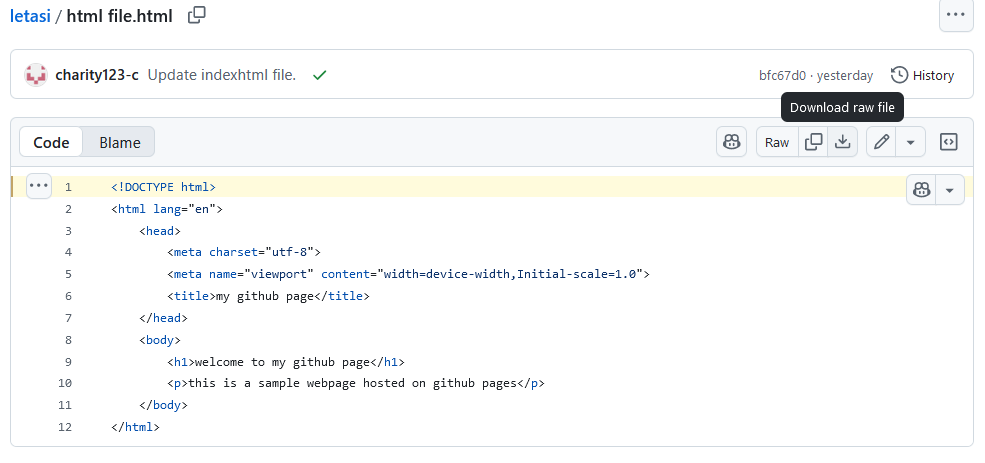 letasi / html file.html
charity123-c Update indexhtml file. bfc67d0 · yesterday History
Download raw file
Code Blame Raw
1 <!DOCTYPE html>
2 <html lang="en">
3     <head>
4         <meta charset="utf-8">
5         <meta name="viewport" content="width=device-width,Initial-scale=1.0">
6         <title>my github page</title>
7     </head>
8     <body>
9         <h1>welcome to my github page</h1>
10         <p>this is a sample webpage hosted on github pages</p>
11     </body>
12 </html>